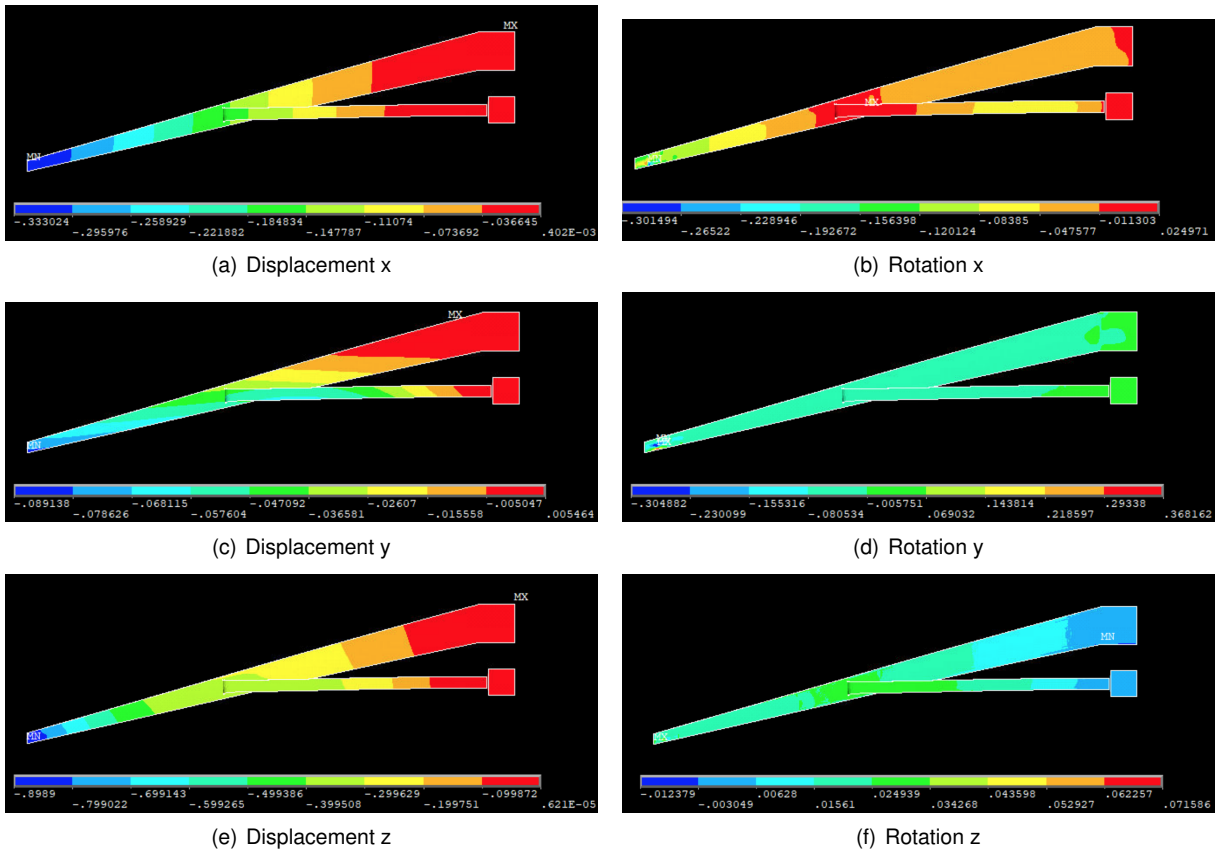 MX
MN
-.333024 -.258929 -.184834 -.11074 -.036645
-.295976 -.221882 -.147787 -.073692 .402E-03
(a) Displacement x
MX
-.301494 -.228946 -.156398 -.08385 -.011303
-.26522 -.192672 -.120124 -.047577 .024971
(b) Rotation x
MX
MN
-.089138 -.068115 -.047092 -.02607 -.005047
-.078626 -.057604 -.036581 -.015558 .005464
(c) Displacement y
MN
MX
-.304882 -.155316 -.005751 .143814 .29338
-.230099 -.080534 .069032 .218597 .368162
(d) Rotation y
MX
MN
-.8989 -.699143 -.499386 -.299629 -.099872
-.799022 -.599265 -.399508 -.199751 .621E-05
(e) Displacement z
MN
MX
-.012379 .00628 .024939 .043598 .062257
-.003049 .01561 .034268 .052927 .071586
(f) Rotation z